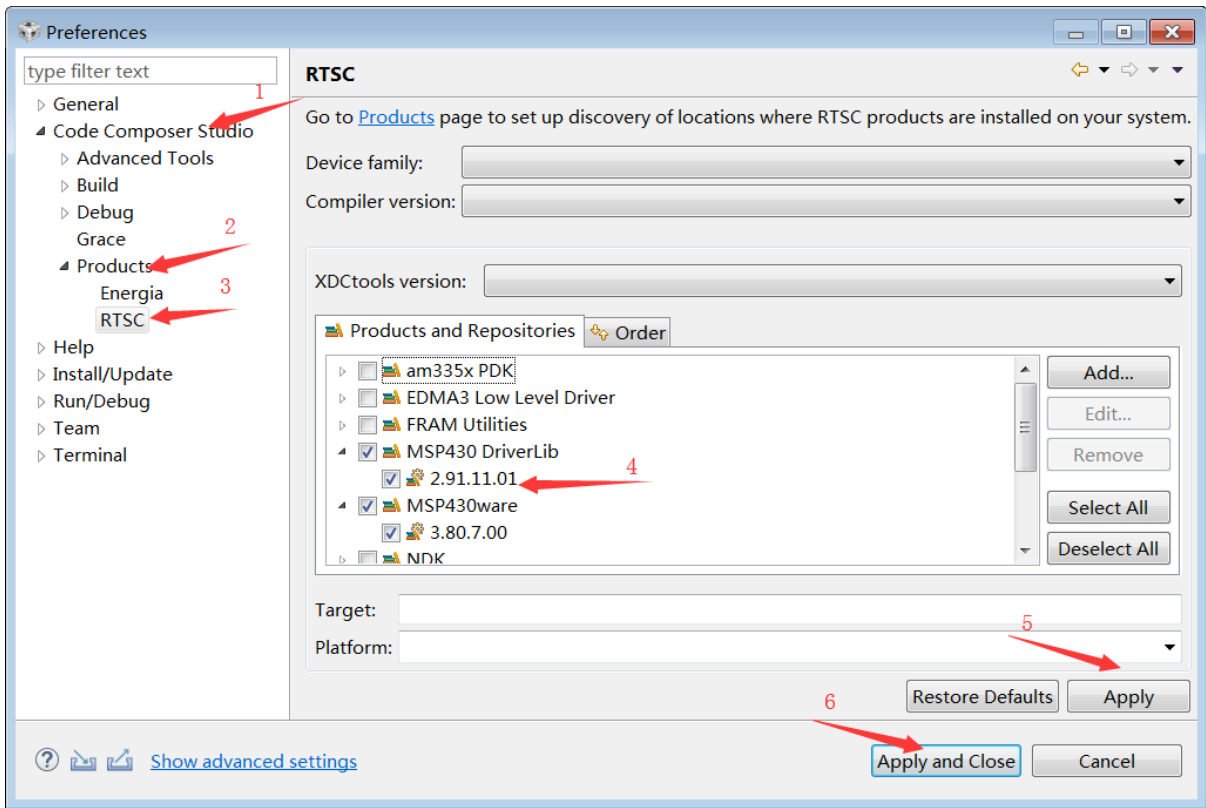 Preferences
type filter text
General
1
Code Composer Studio
Advanced Tools
Build
Debug
Grace
2
Products
Energia
3
RTSC
Help
Install/Update
Run/Debug
Team
Terminal
RTSC
Go to Products page to set up discovery of locations where RTSC products are installed on your system.
Device family:
Compiler version:
XDCtools version:
Products and Repositories
Order
am335x PDK
EDMA3 Low Level Driver
FRAM Utilities
MSP430 DriverLib
2.91.11.01
4
MSP430ware
3.80.7.00
NDK
Add...
Edit...
Remove
Select All
Deselect All
Target:
Platform:
5
Restore Defaults
Apply
6
? Show advanced settings
Apply and Close
Cancel